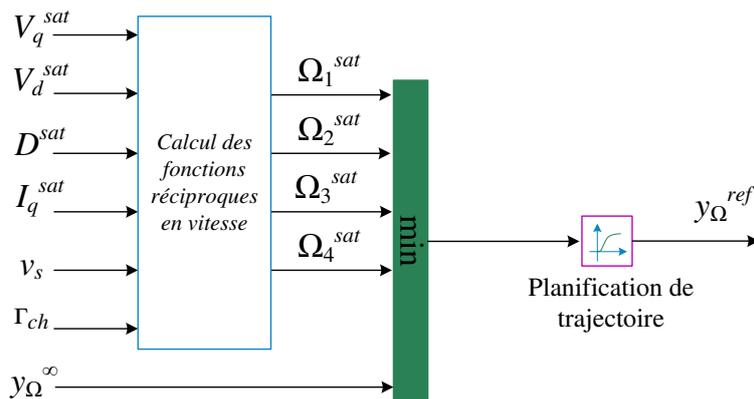 V_q^sat
V_d^sat
D^sat
I_q^sat
v_s
Γ_ch
y_Ω^∞
Calcul des
fonctions
réciproques
en vitesse
Ω_1^sat
Ω_2^sat
Ω_3^sat
Ω_4^sat
min
Planification de
trajectoire
y_Ω^ref